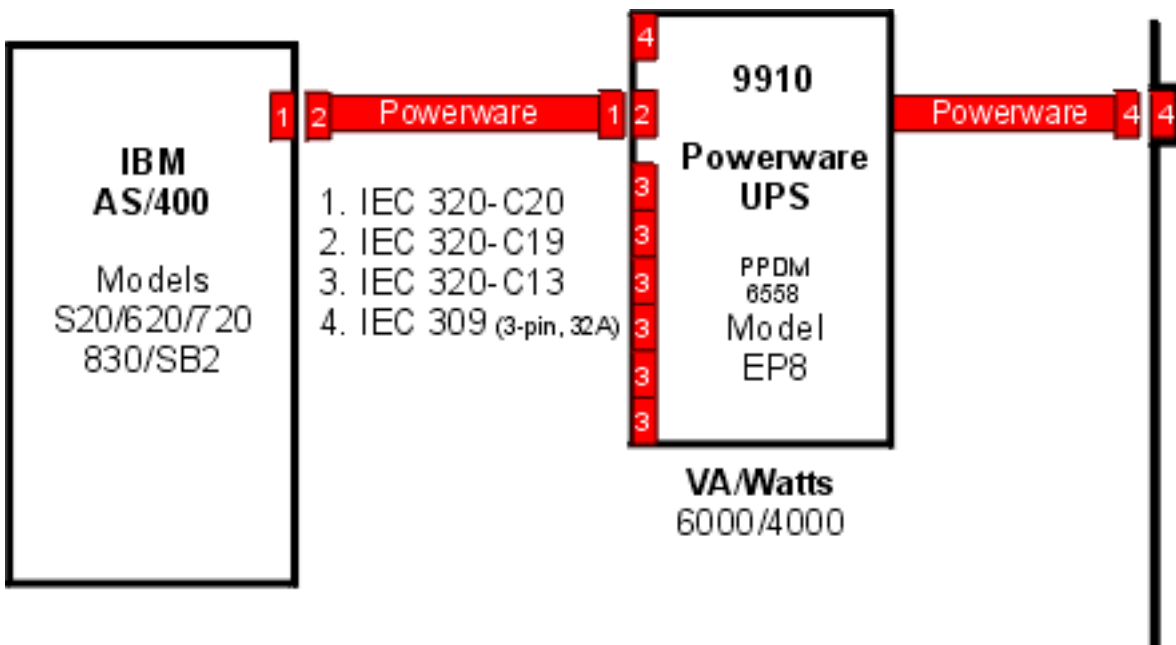 IBM
AS/400
Models
S20/620/720
830/SB2
1
2
Powerware
1
1. IEC 320-C20
2. IEC 320-C19
3. IEC 320-C13
4. IEC 309 (3-pin, 32A)
4
2
3
3
3
3
3
3
9910
Powerware
UPS
PPDM
6558
Model
EP8
VA/Watts
6000/4000
Powerware
4
4